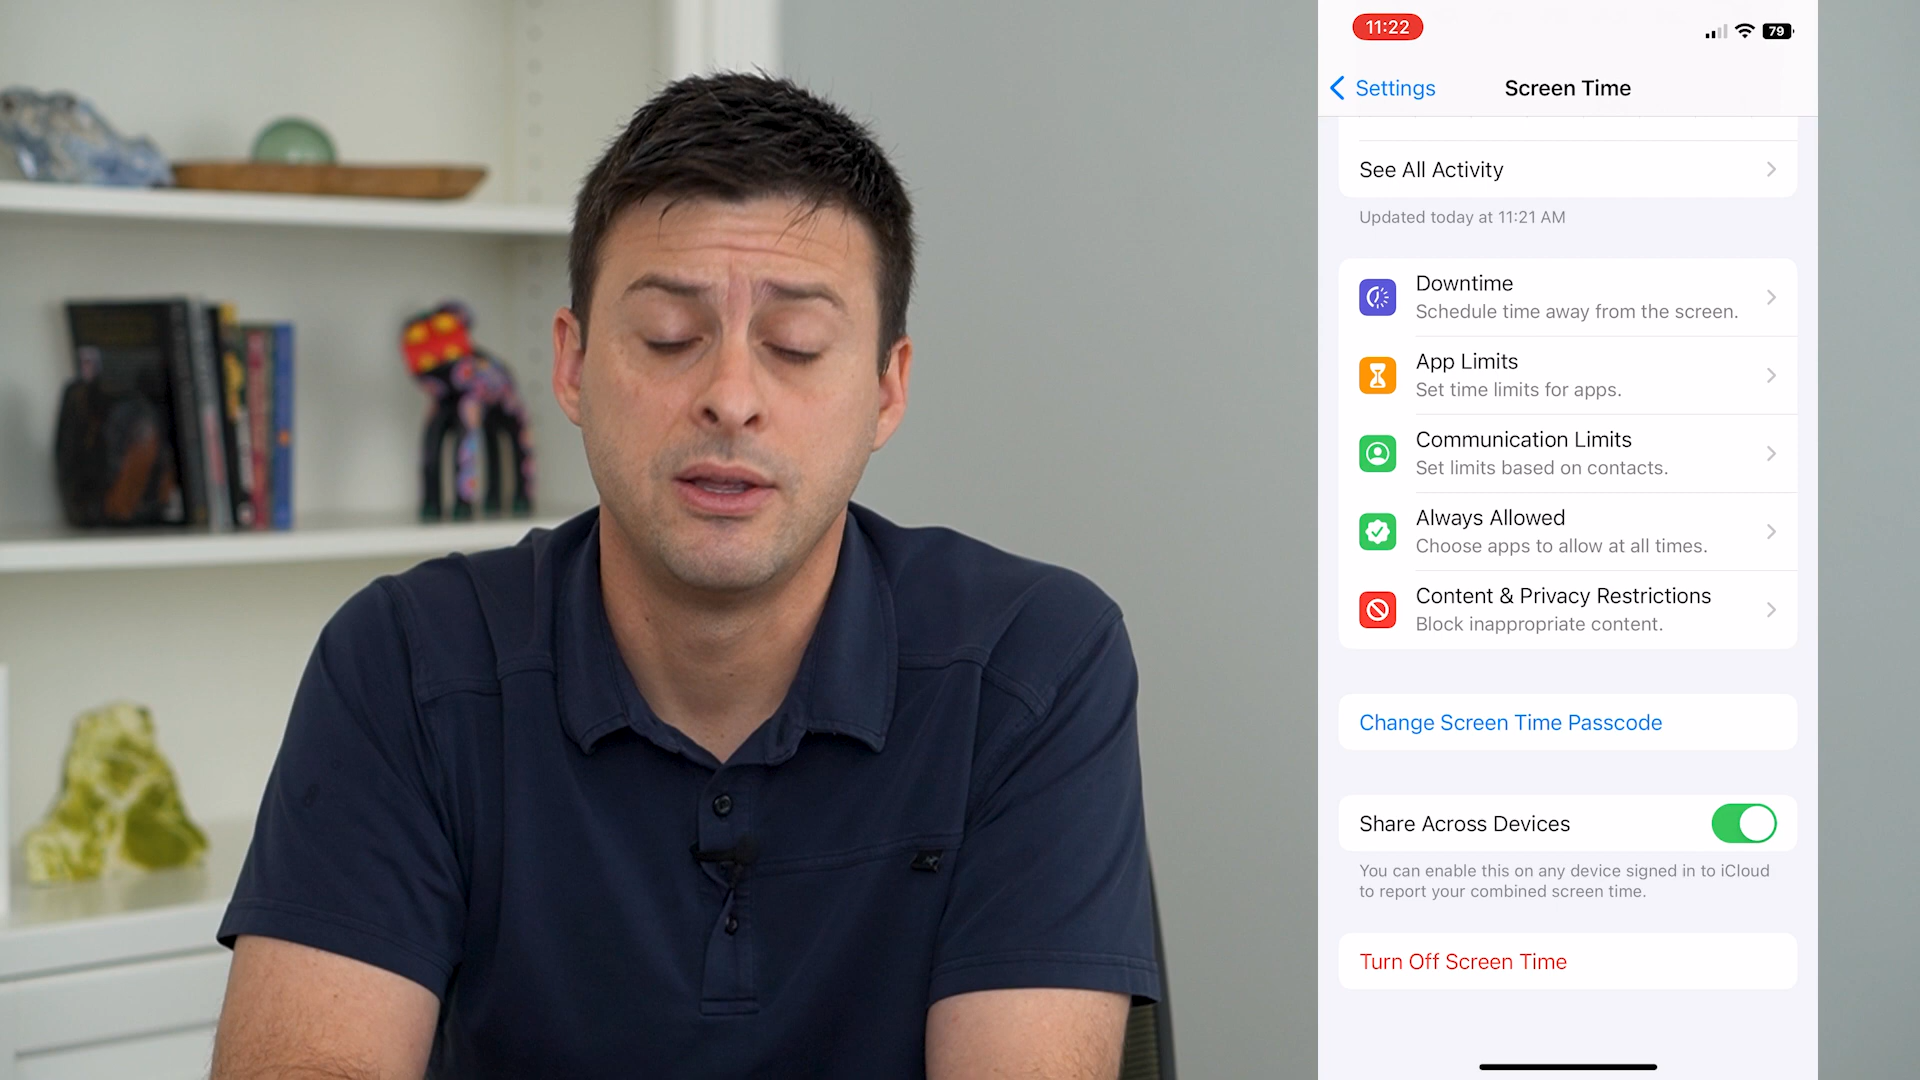 11:22
79
Settings
Screen Time
See All Activity
Updated today at 11:21 AM
Downtime
Schedule time away from the screen.
App Limits
Set time limits for apps.
Communication Limits
Set limits based on contacts.
Always Allowed
Choose apps to allow at all times.
Content & Privacy Restrictions
Block inappropriate content.
Change Screen Time Passcode
Share Across Devices
You can enable this on any device signed in to iCloud
to report your combined screen time.
Turn Off Screen Time